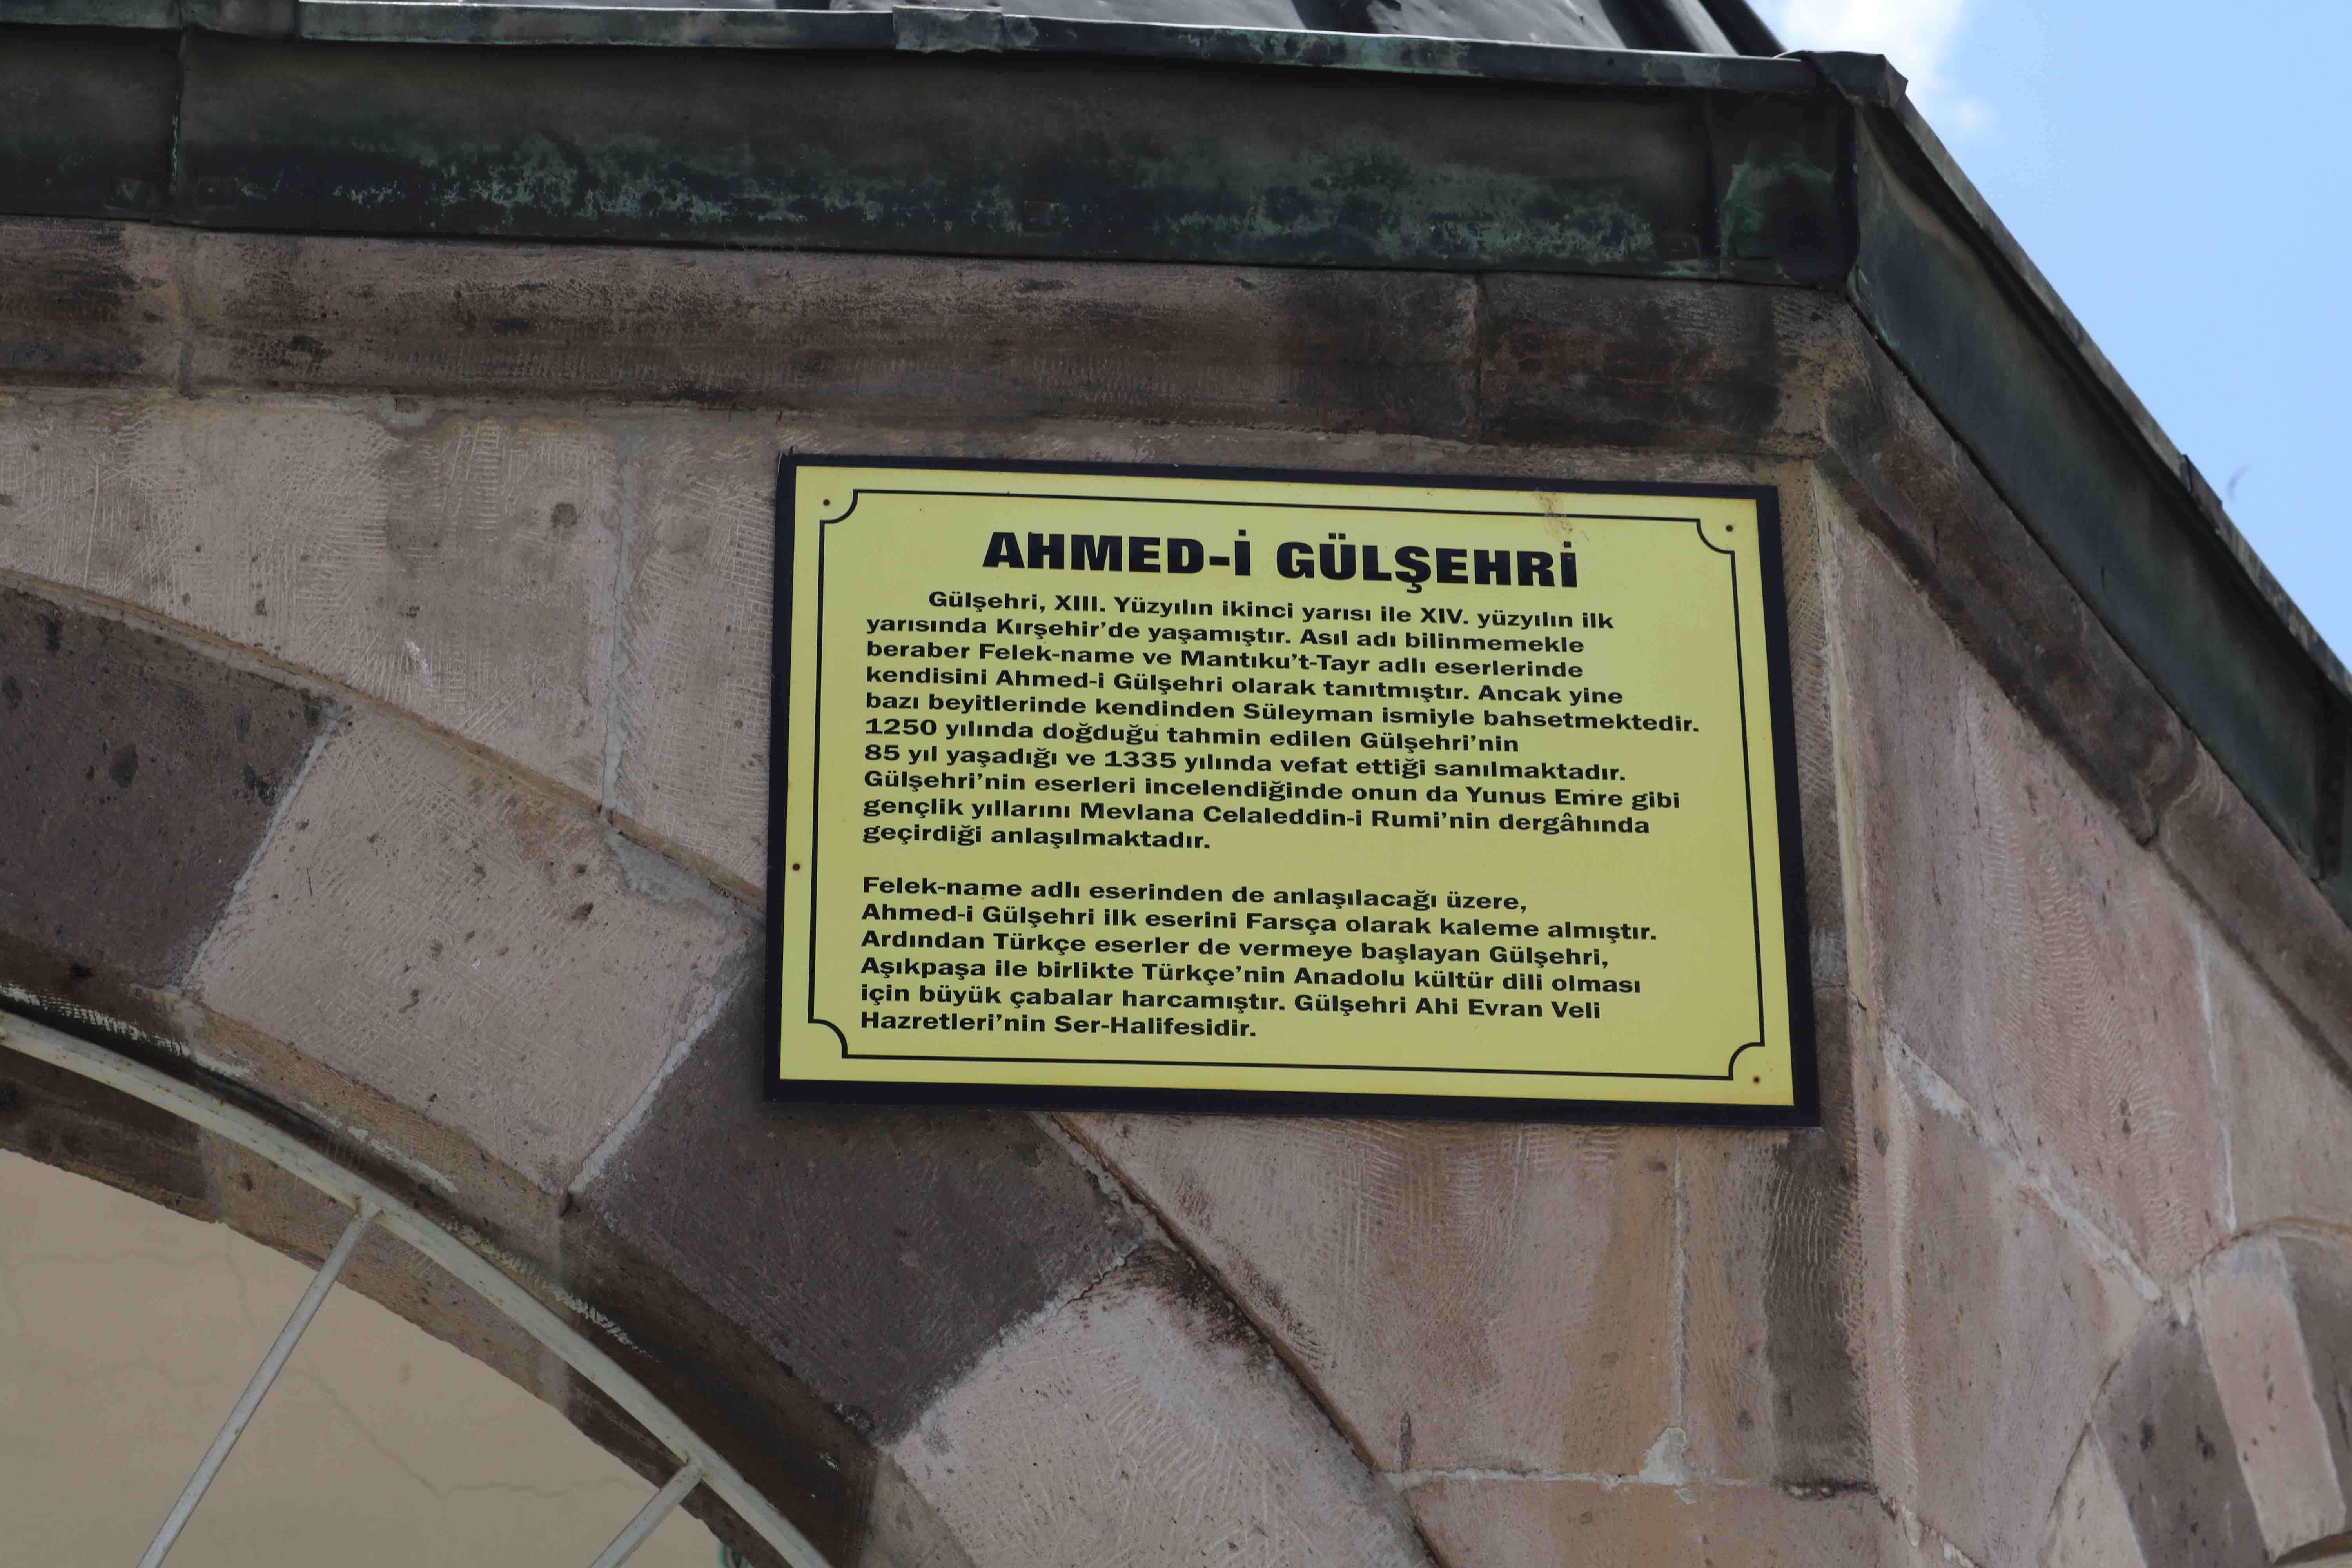 AHMED-İ GÜLŞEHRİ
Gülşehri, XIII. Yüzyılın ikinci yarısı ile XIV. yüzyılın ilk
yarısında Kırşehir’de yaşamıştır. Asıl adı bilinmemekle
beraber Felek-name ve Mantıku’t-Tayr adlı eserlerinde
kendisini Ahmed-i Gülşehri olarak tanıtmıştır. Ancak yine
bazı beyitlerinde kendinden Süleyman ismiyle bahsetmektedir.
1250 yılında doğduğu tahmin edilen Gülşehri’nin
85 yıl yaşadığı ve 1335 yılında vefat ettiği sanılmaktadır.
Gülşehri’nin eserleri incelendiğinde onun da Yunus Emre gibi
gençlik yıllarını Mevlana Celaleddin-i Rumi’nin dergâhında
geçirdiği anlaşılmaktadır.
Felek-name adlı eserinden de anlaşılacağı üzere,
Ahmed-i Gülşehri ilk eserini Farsça olarak kaleme almıştır.
Ardından Türkçe eserler de vermeye başlayan Gülşehri,
Aşıkpaşa ile birlikte Türkçe’nin Anadolu kültür dili olması
için büyük çabalar harcamıştır. Gülşehri Ahi Evran Veli
Hazretleri’nin Ser-Halifesidir.